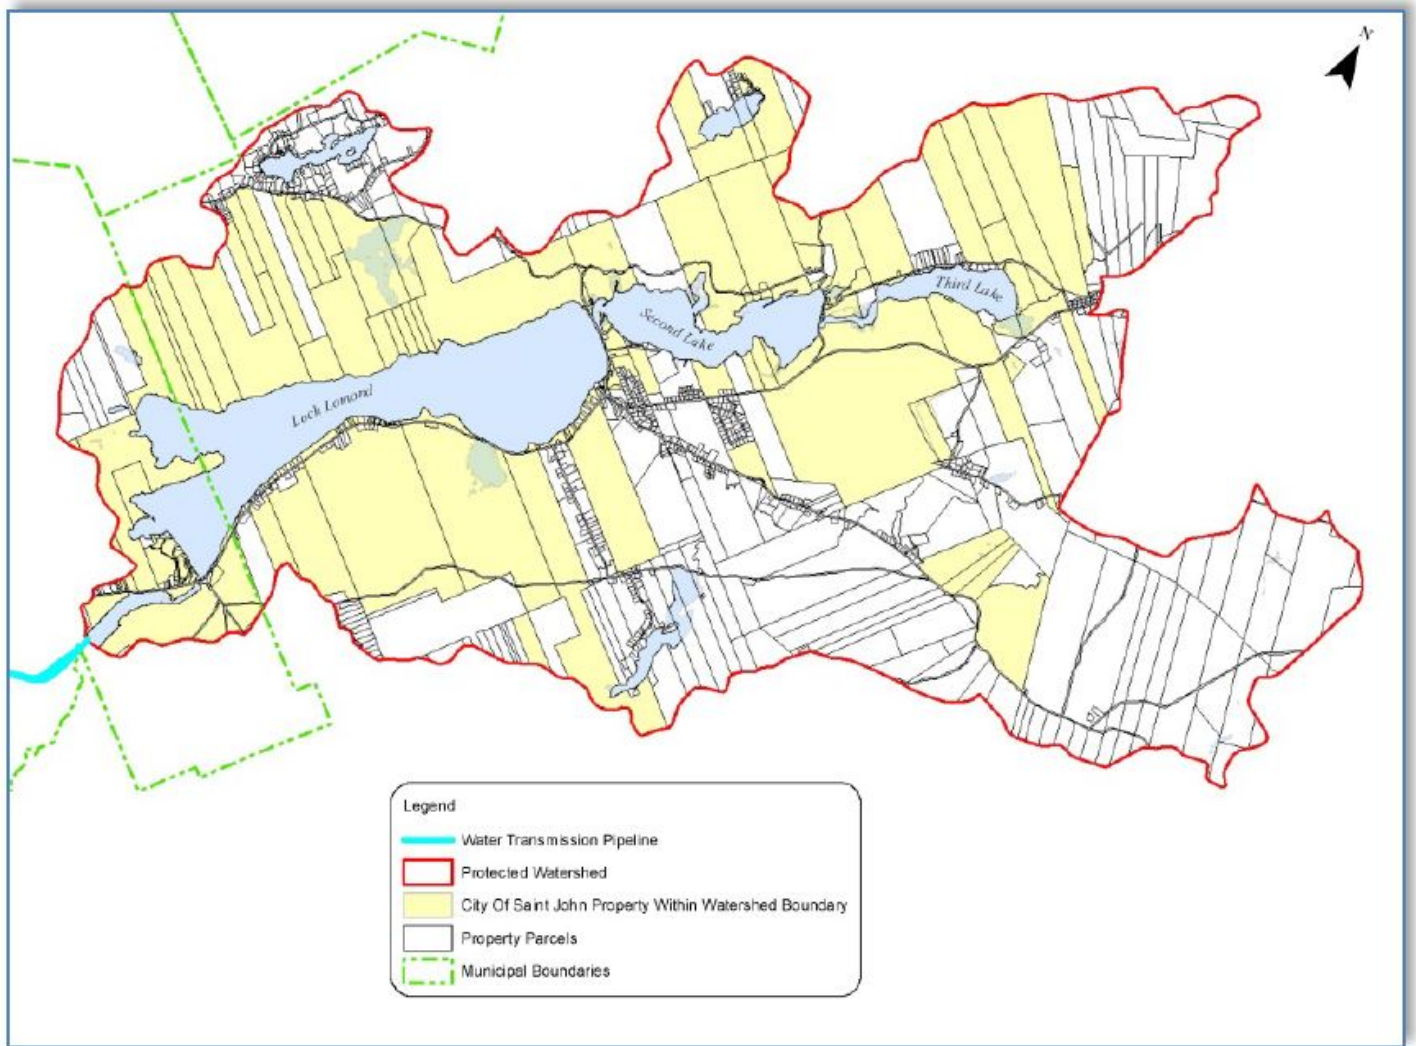 N
Loch Lomond
Second Lake
Third Lake
Legend
Water Transmission Pipeline
Protected Watershed
City Of Saint John Property Within Watershed Boundary
Property Parcels
Municipal Boundaries